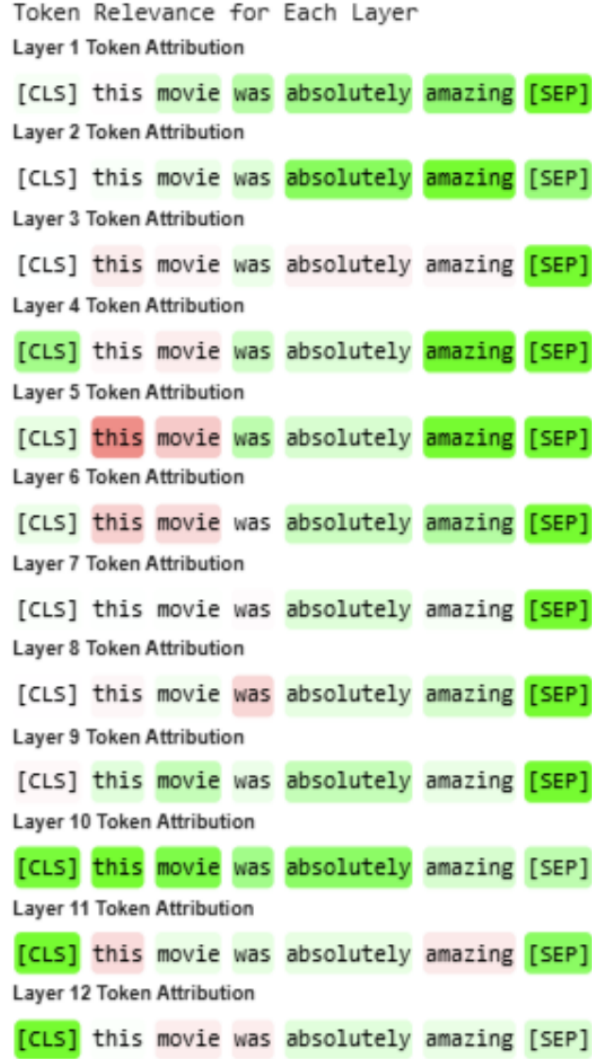 Token Relevance for Each Layer
Layer 1 Token Attribution
[CLS] this movie was absolutely amazing [SEP]
Layer 2 Token Attribution
[CLS] this movie was absolutely amazing [SEP]
Layer 3 Token Attribution
[CLS] this movie was absolutely amazing [SEP]
Layer 4 Token Attribution
[CLS] this movie was absolutely amazing [SEP]
Layer 5 Token Attribution
[CLS] this movie was absolutely amazing [SEP]
Layer 6 Token Attribution
[CLS] this movie was absolutely amazing [SEP]
Layer 7 Token Attribution
[CLS] this movie was absolutely amazing [SEP]
Layer 8 Token Attribution
[CLS] this movie was absolutely amazing [SEP]
Layer 9 Token Attribution
[CLS] this movie was absolutely amazing [SEP]
Layer 10 Token Attribution
[CLS] this movie was absolutely amazing [SEP]
Layer 11 Token Attribution
[CLS] this movie was absolutely amazing [SEP]
Layer 12 Token Attribution
[CLS] this movie was absolutely amazing [SEP]